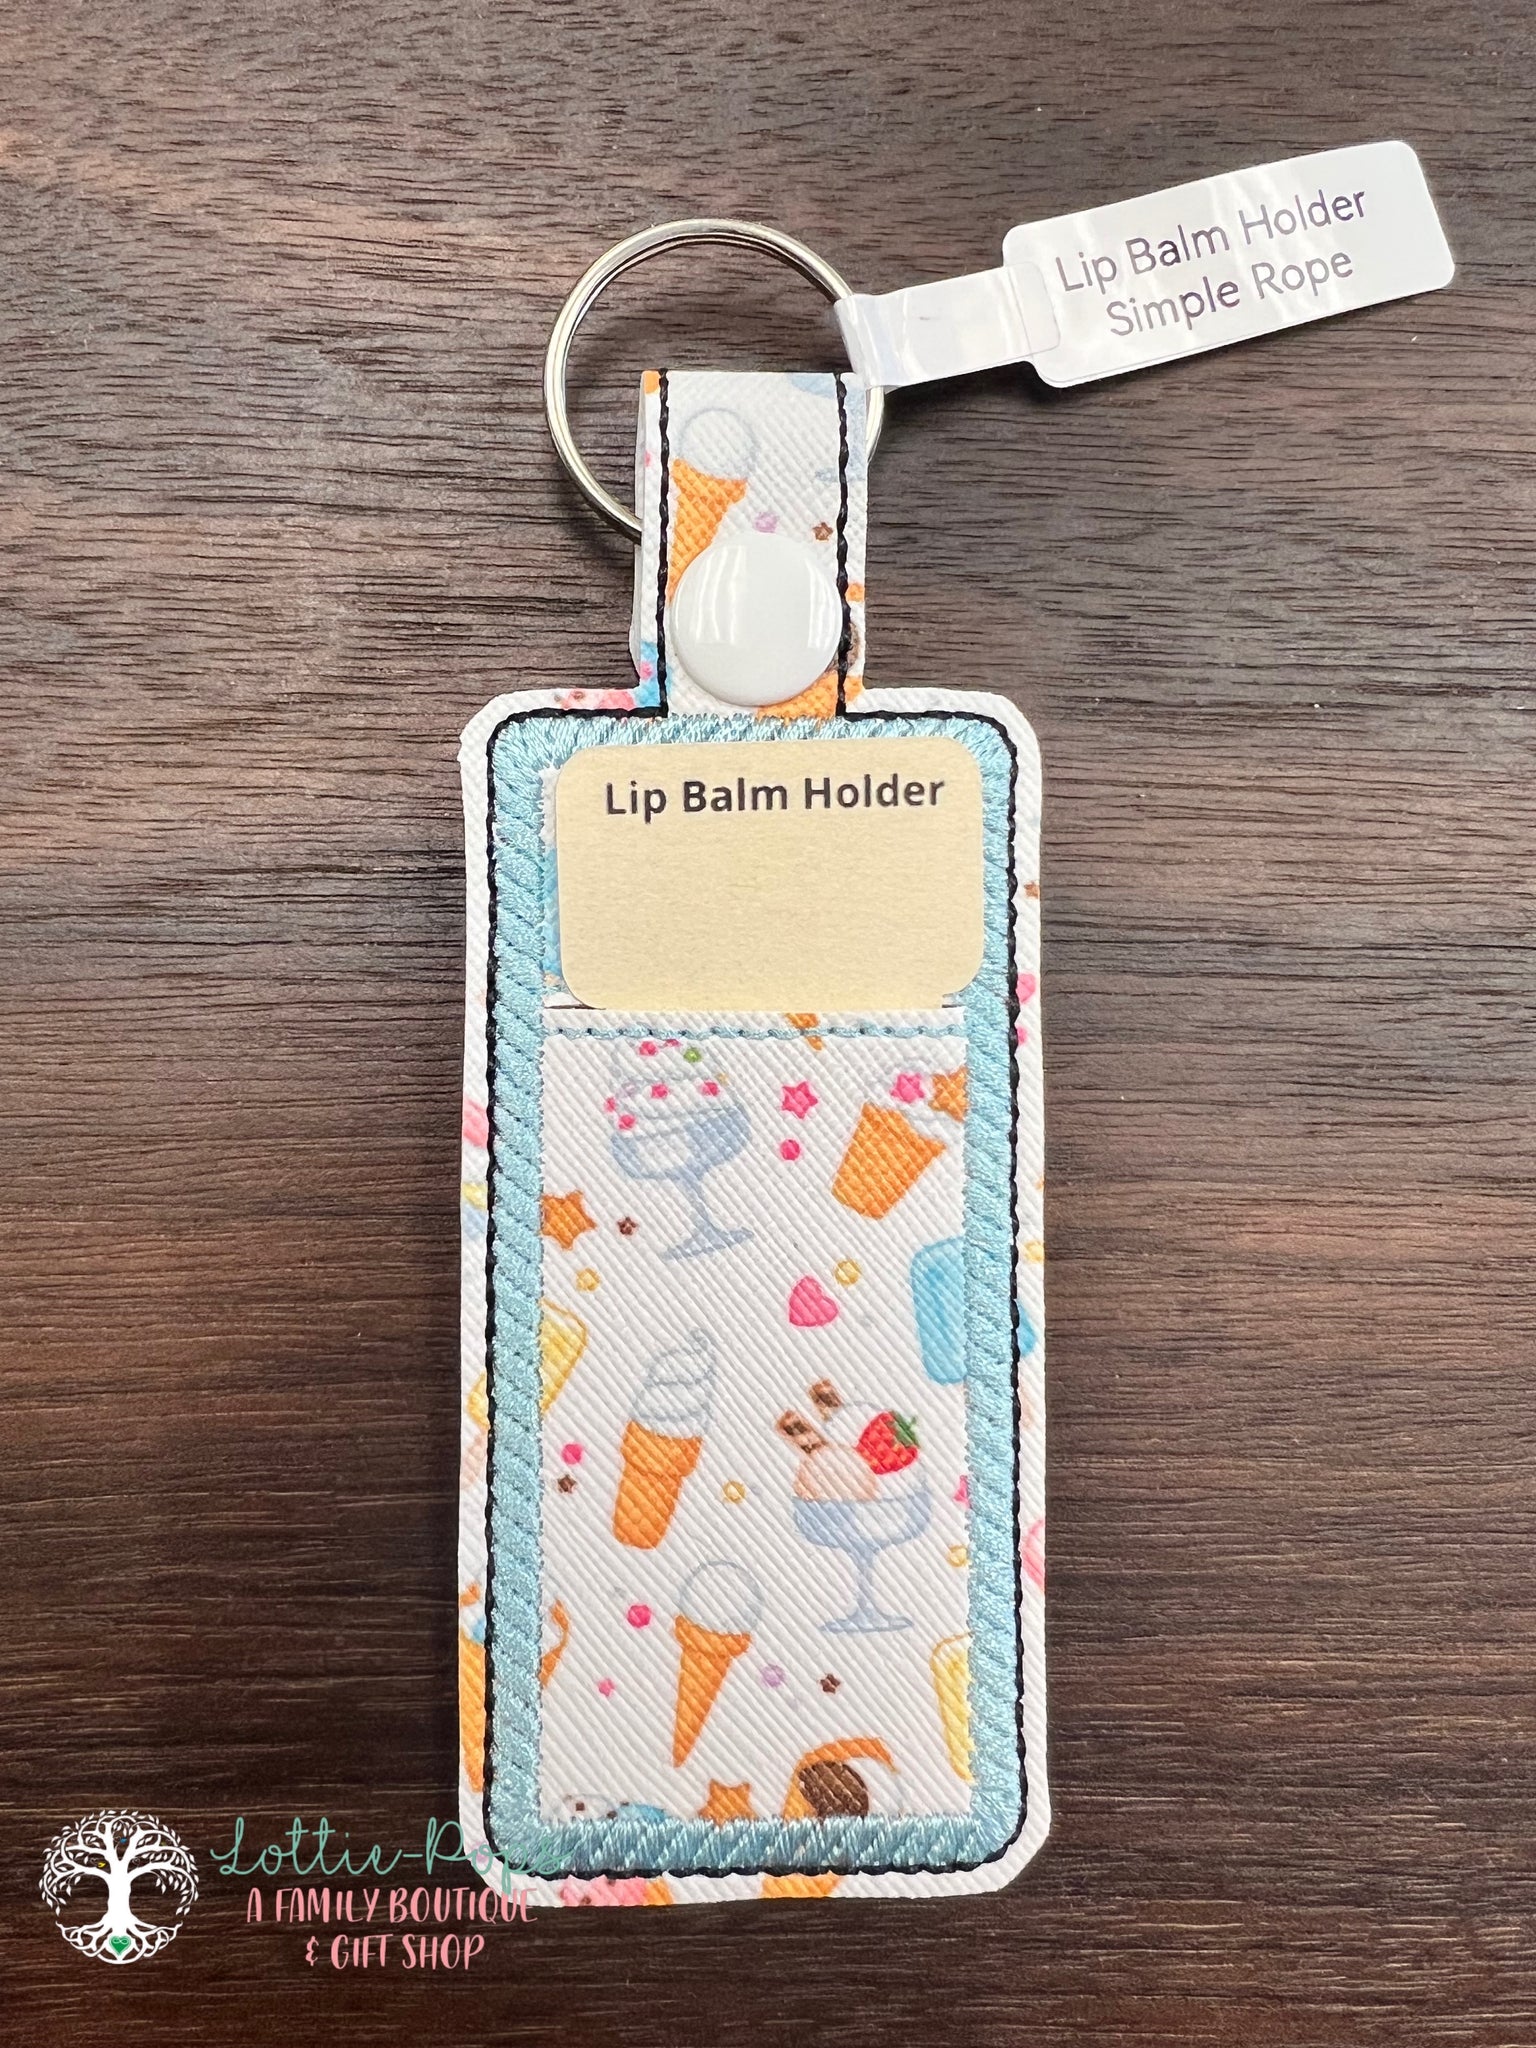 Lip Balm Holder
Simple Rope
Lip Balm Holder
Lottie-Pops
A FAMILY BOUTIQUE
& GIFT SHOP